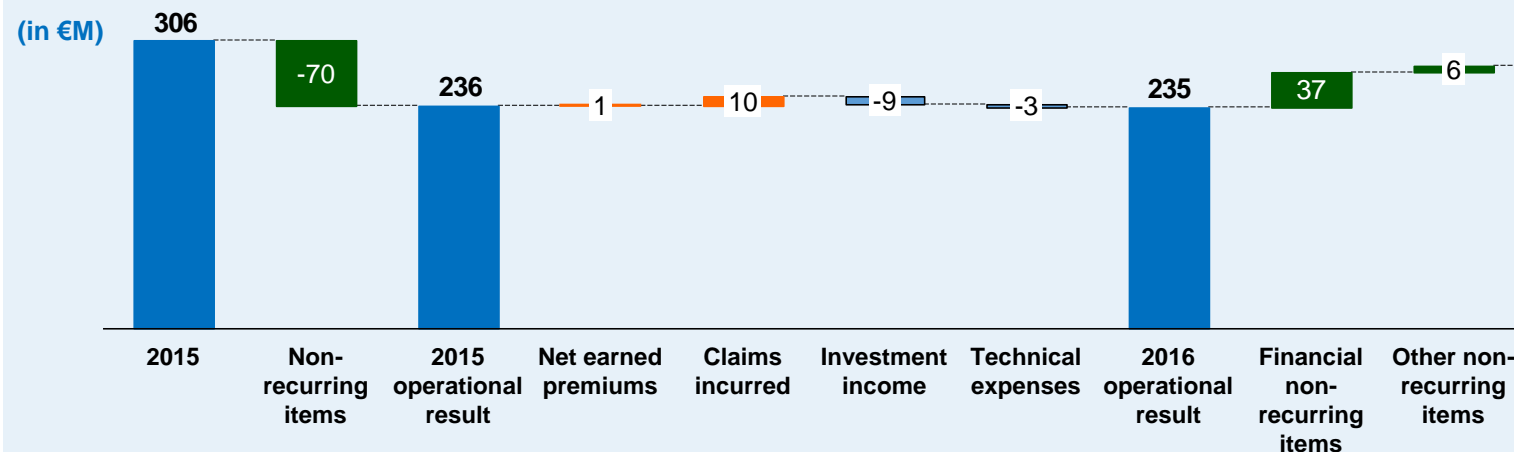 (in €M)
306
-70
236
1
10
-9
-3
235
37
6
2015
Non-
recurring
items
2015
operational
result
Net earned
premiums
Claims
incurred
Investment
income
Technical
expenses
2016
operational
result
Financial
non-
recurring
items
Other non-
recurring
items